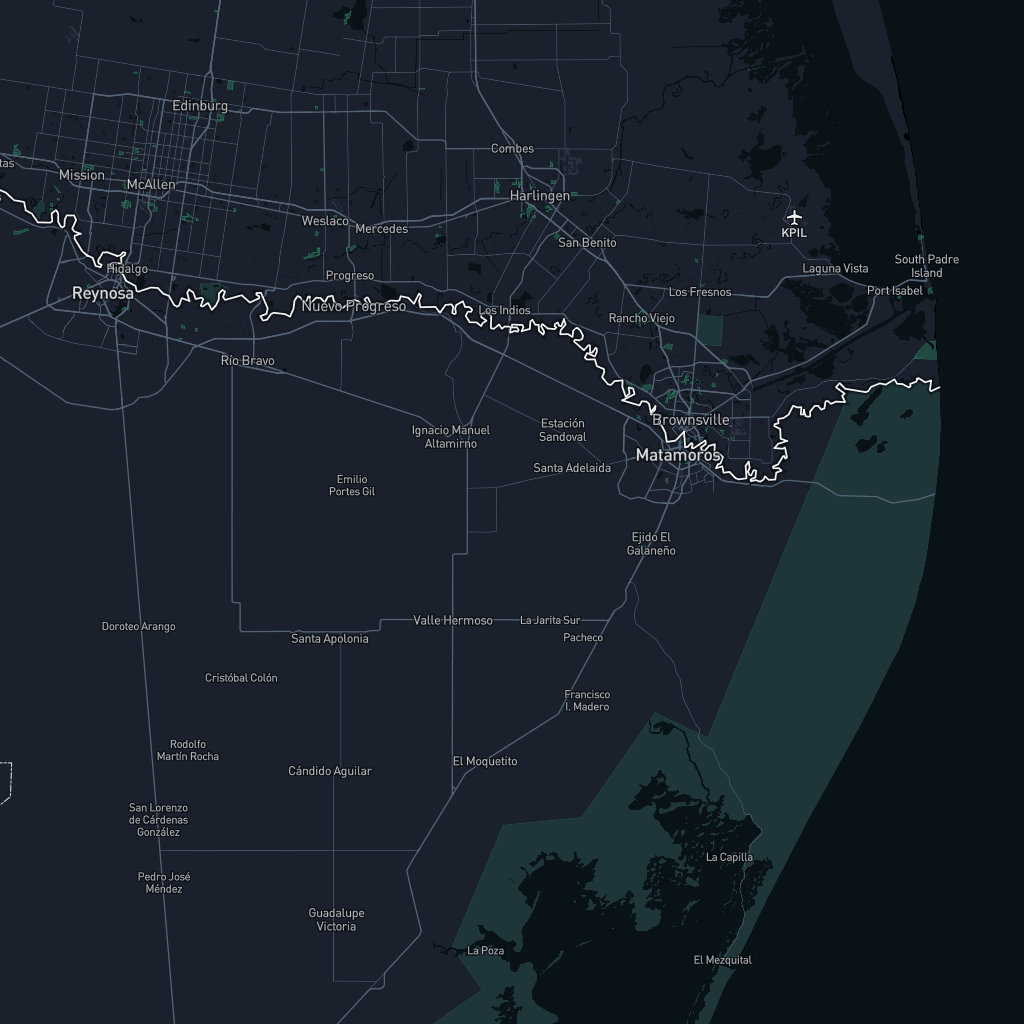 Edinburg
Combes
tas
Mission
McAllen
Harlingen
Weslaco
Mercedes
KPIL
San Benito
South Padre
Island
Hidalgo
Laguna Vista
Progreso
Reynosa
Port Isabel
Los Fresnos
Nuevo Progreso
Los Indios
Rancho Viejo
Río Bravo
Brownsville
Ignacio Manuel
Altamirno
Estación
Sandoval
Matamoros
Santa Adelaida
Emilio
Portes Gil
Ejido El
Galaneño
Doroteo Arango
Valle Hermoso
La Jarita Sur
Santa Apolonia
Pacheco
Cristóbal Colón
Francisco
I. Madero
Rodolfo
Martín Rocha
El Moquetito
Cándido Aguilar
San Lorenzo
de Cárdenas
González
La Capilla
Pedro José
Méndez
Guadalupe
Victoria
La Poza
El Mezquital